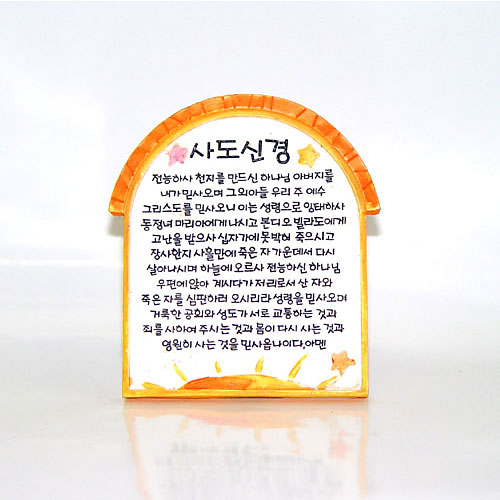 사도신경
전능하사 천지를 만드신 하나님 아버지를
내가 믿사오며 그 외아들 우리 주 예수
그리스도를 믿사오니 이는 성령으로 잉태하사
동정녀 마리아에게 나시고 본디오 빌라도에게
고난을 받으사 십자가에 못박혀 죽으시고
장사한지 사흘만에 죽은 자 가운데서 다시
살아나시며 하늘에 오르사 전능하신 하나님
우편에 앉아 계시다가 저리로서 산 자와
죽은 자를 심판하러 오시리라 성령을 믿사오며
거룩한 공회와 성도가 서로 교통하는 것과
죄를 사하여 주시는 것과 몸이 다시 사는 것과
영원히 사는 것을 믿사옵나이다, 아멘